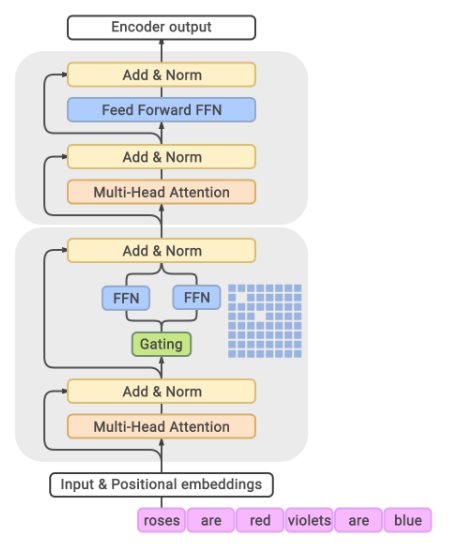 Encoder output
Add & Norm
Feed Forward FFN
Add & Norm
Multi-Head Attention
Add & Norm
FFN FFN
Gating
Add & Norm
Multi-Head Attention
Input & Positional embeddings
roses are red violets are blue